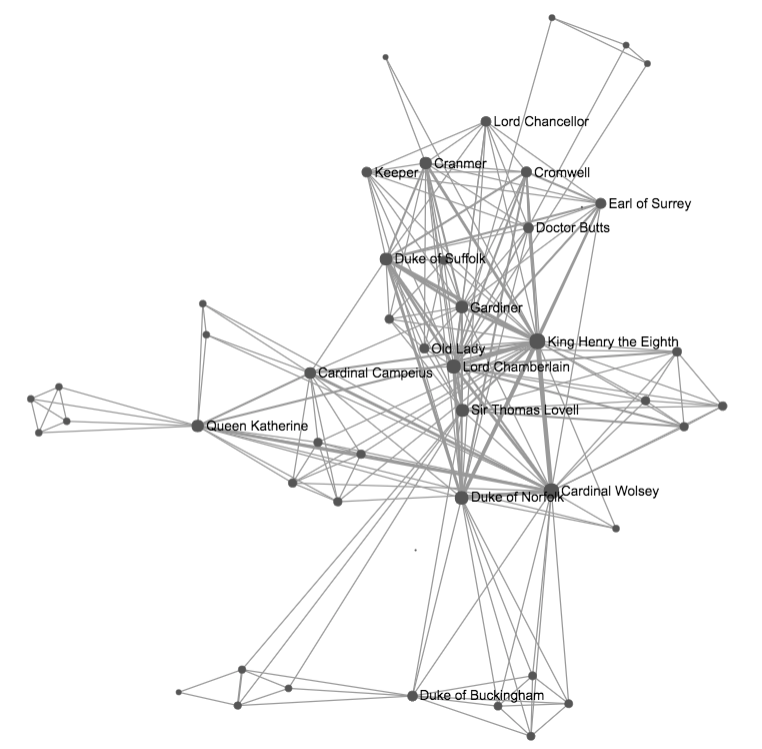 Lord Chancellor
Cranmer
Keeper
Cromwell
Earl of Surrey
Doctor Butts
Duke of Suffolk
Gardiner
King Henry the Eighth
Old Lady
Lord Chamberlain
Cardinal Campeius
Sir Thomas Lovell
Queen Katherine
Cardinal Wolsey
Duke of Norfolk
Duke of Buckingham